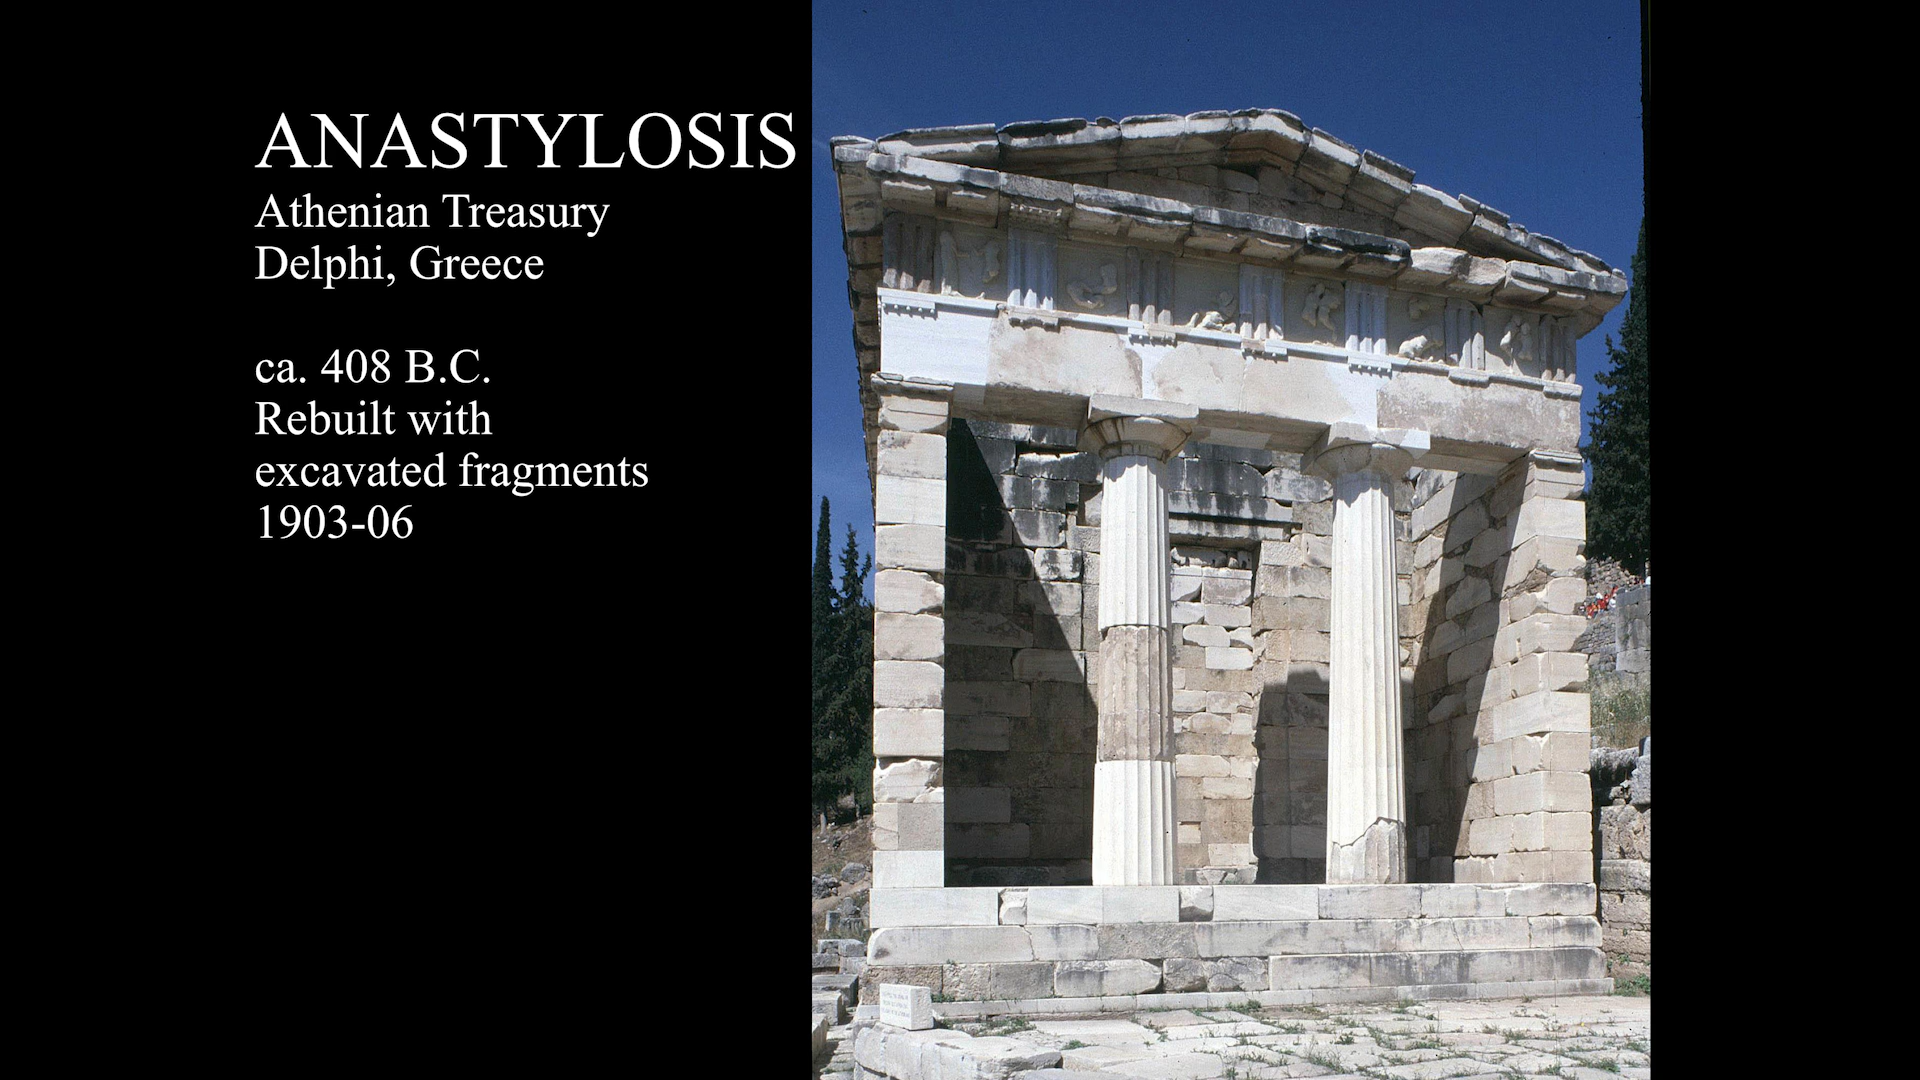 ANASTYLOSIS
Athenian Treasury
Delphi, Greece
ca. 408 B.C.
Rebuilt with
excavated fragments
1903-06